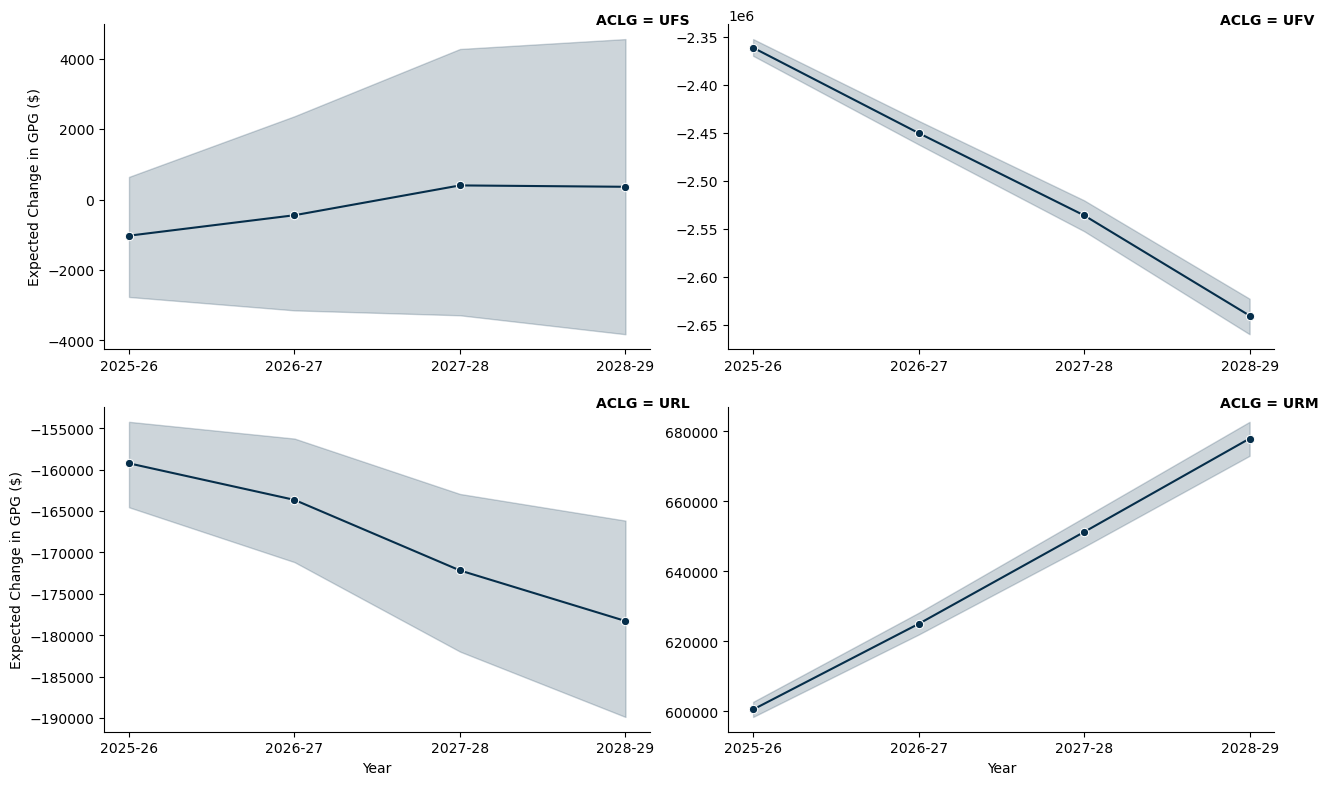 ACLG = UFS
Expected Change in GPG ($)
4000
2000
0
−2000
−4000
2025-26 2026-27 2027-28 2028-29
1e6
ACLG = UFV
−2.35
−2.40
−2.45
−2.50
−2.55
−2.60
−2.65
2025-26 2026-27 2027-28 2028-29
ACLG = URL
Expected Change in GPG ($)
−155000
−160000
−165000
−170000
−175000
−180000
−185000
−190000
2025-26 2026-27 2027-28 2028-29
Year
ACLG = URM
680000
660000
640000
620000
600000
2025-26 2026-27 2027-28 2028-29
Year